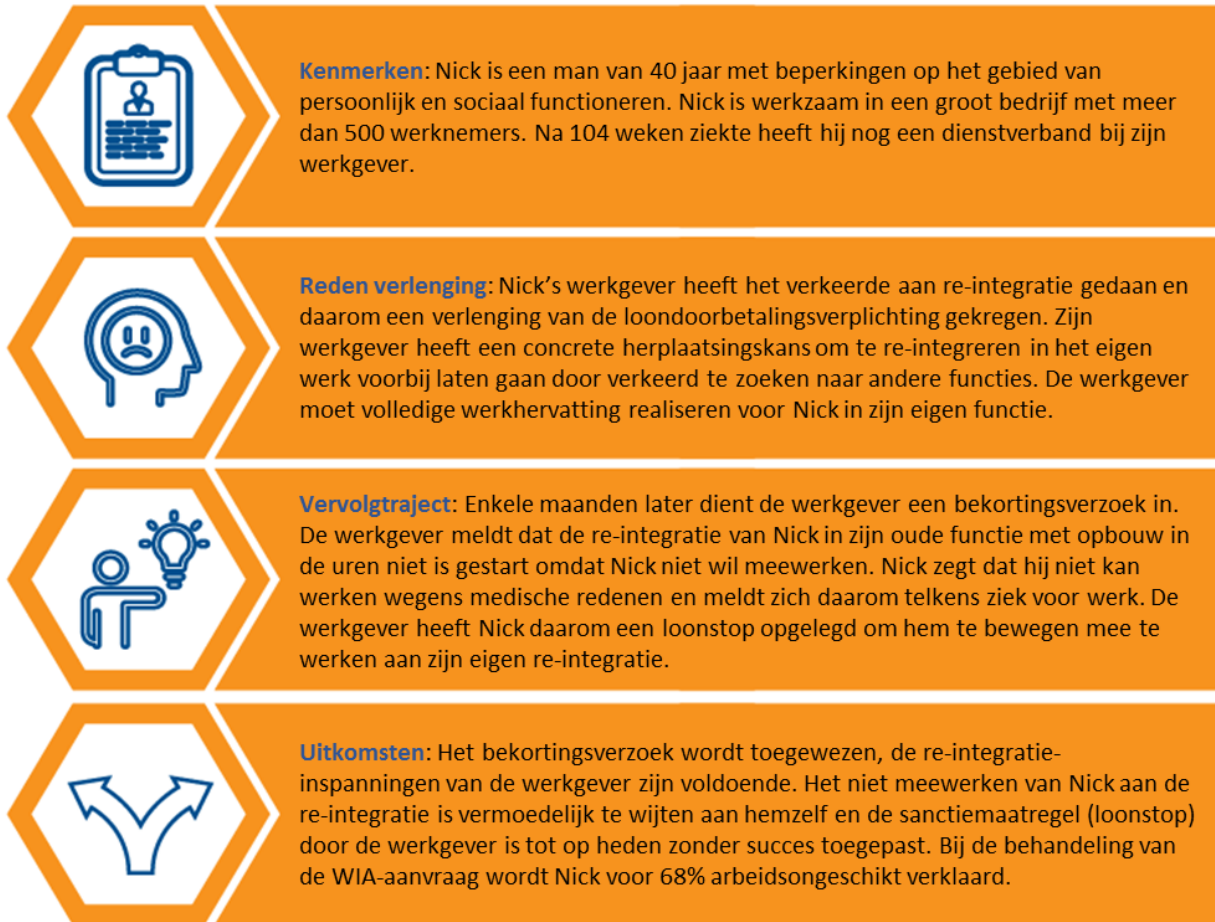 Kenmerken: Nick is een man van 40 jaar met beperkingen op het gebied van
persoonlijk en sociaal functioneren. Nick is werkzaam in een groot bedrijf met meer
dan 500 werknemers. Na 104 weken ziekte heeft hij nog een dienstverband bij zijn
werkgever.
Reden verlenging: Nick's werkgever heeft het verkeerde aan re-integratie gedaan en
daarom een verlenging van de loondoorbetalingsverplichting gekregen. Zijn
werkgever heeft een concrete herplaatsingskans om te re-integreren in het eigen
werk voorbij laten gaan door verkeerd te zoeken naar andere functies. De werkgever
moet volledige werkhervatting realiseren voor Nick in zijn eigen functie.
Vervolgtraject: Enkele maanden later dient de werkgever een bekortingsverzoek in.
De werkgever meldt dat de re-integratie van Nick in zijn oude functie met opbouw in
de uren niet is gestart omdat Nick niet wil meewerken. Nick zegt dat hij niet kan
werken wegens medische redenen en meldt zich daarom telkens ziek voor werk. De
werkgever heeft Nick daarom een loonstop opgelegd om hem te bewegen mee te
werken aan zijn eigen re-integratie.
Uitkomsten: Het bekortingsverzoek wordt toegewezen, de re-integratie-
inspanningen van de werkgever zijn voldoende. Het niet meewerken van Nick aan de
re-integratie is vermoedelijk te wijten aan hemzelf en de sanctiemaatregel (loonstop)
door de werkgever is tot op heden zonder succes toegepast. Bij de behandeling van
de WIA-aanvraag wordt Nick voor 68% arbeidsongeschikt verklaard.